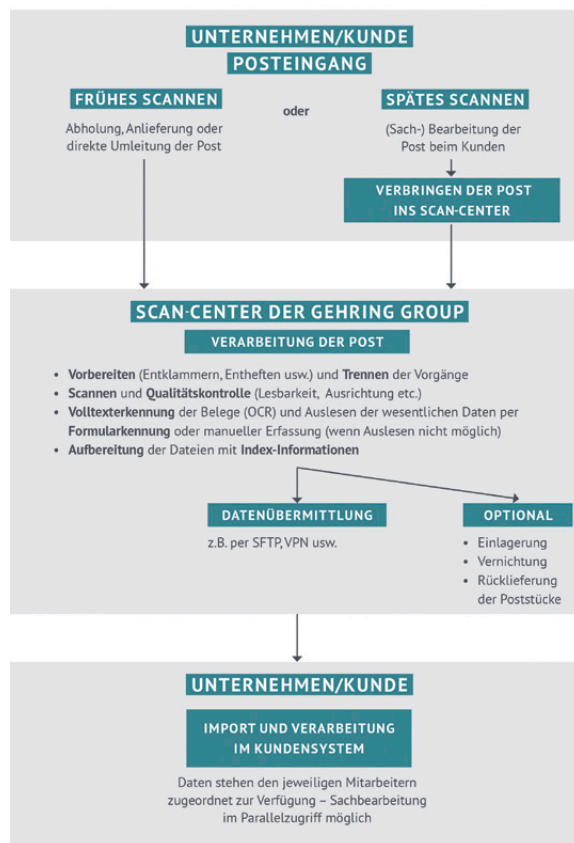 UNTERNEHMEN/KUNDE
POSTEINGANG
FRÜHES SCANNEN
Abholung, Anlieferung oder
direkte Umleitung der Post
oder
SPÄTES SCANNEN
(Sach-) Bearbeitung der
Post beim Kunden
VERBRINGEN DER POST
INS SCAN-CENTER
SCAN-CENTER DER GEHRING GROUP
VERARBEITUNG DER POST
• Vorbereiten (Entklammern, Entheften usw.) und Trennen der Vorgänge
• Scannen und Qualitätskontrolle (Lesbarkeit, Ausrichtung etc.)
• Volltexterkennung der Belege (OCR) und Auslesen der wesentlichen Daten per
Formularkennung oder manueller Erfassung (wenn Auslesen nicht möglich)
• Aufbereitung der Dateien mit Index-Informationen
DATENÜBERMITTLUNG
z.B. per SFTP, VPN usw.
OPTIONAL
• Einlagerung
• Vernichtung
• Rücklieferung
der Poststücke
UNTERNEHMEN/KUNDE
IMPORT UND VERARBEITUNG
IM KUNDENSYSTEM
Daten stehen den jeweiligen Mitarbeitern
zugeordnet zur Verfügung – Sachbearbeitung
im Parallelzugriff möglich